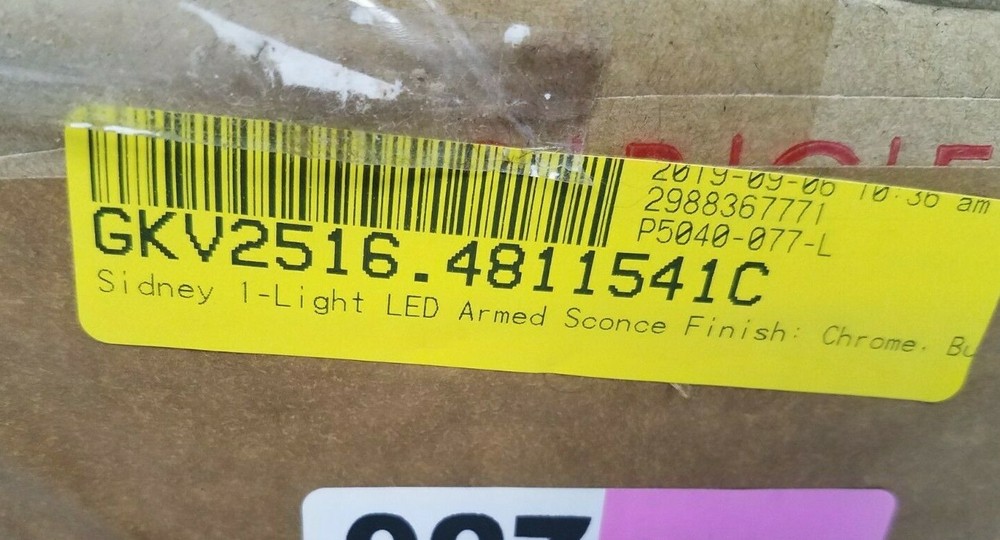 2019-09-06 10:36 am
2988367771
P5040-077-L
GKV2516.4811541C
Sidney 1-Light LED Armed Sconce Finish: Chrome, Bu